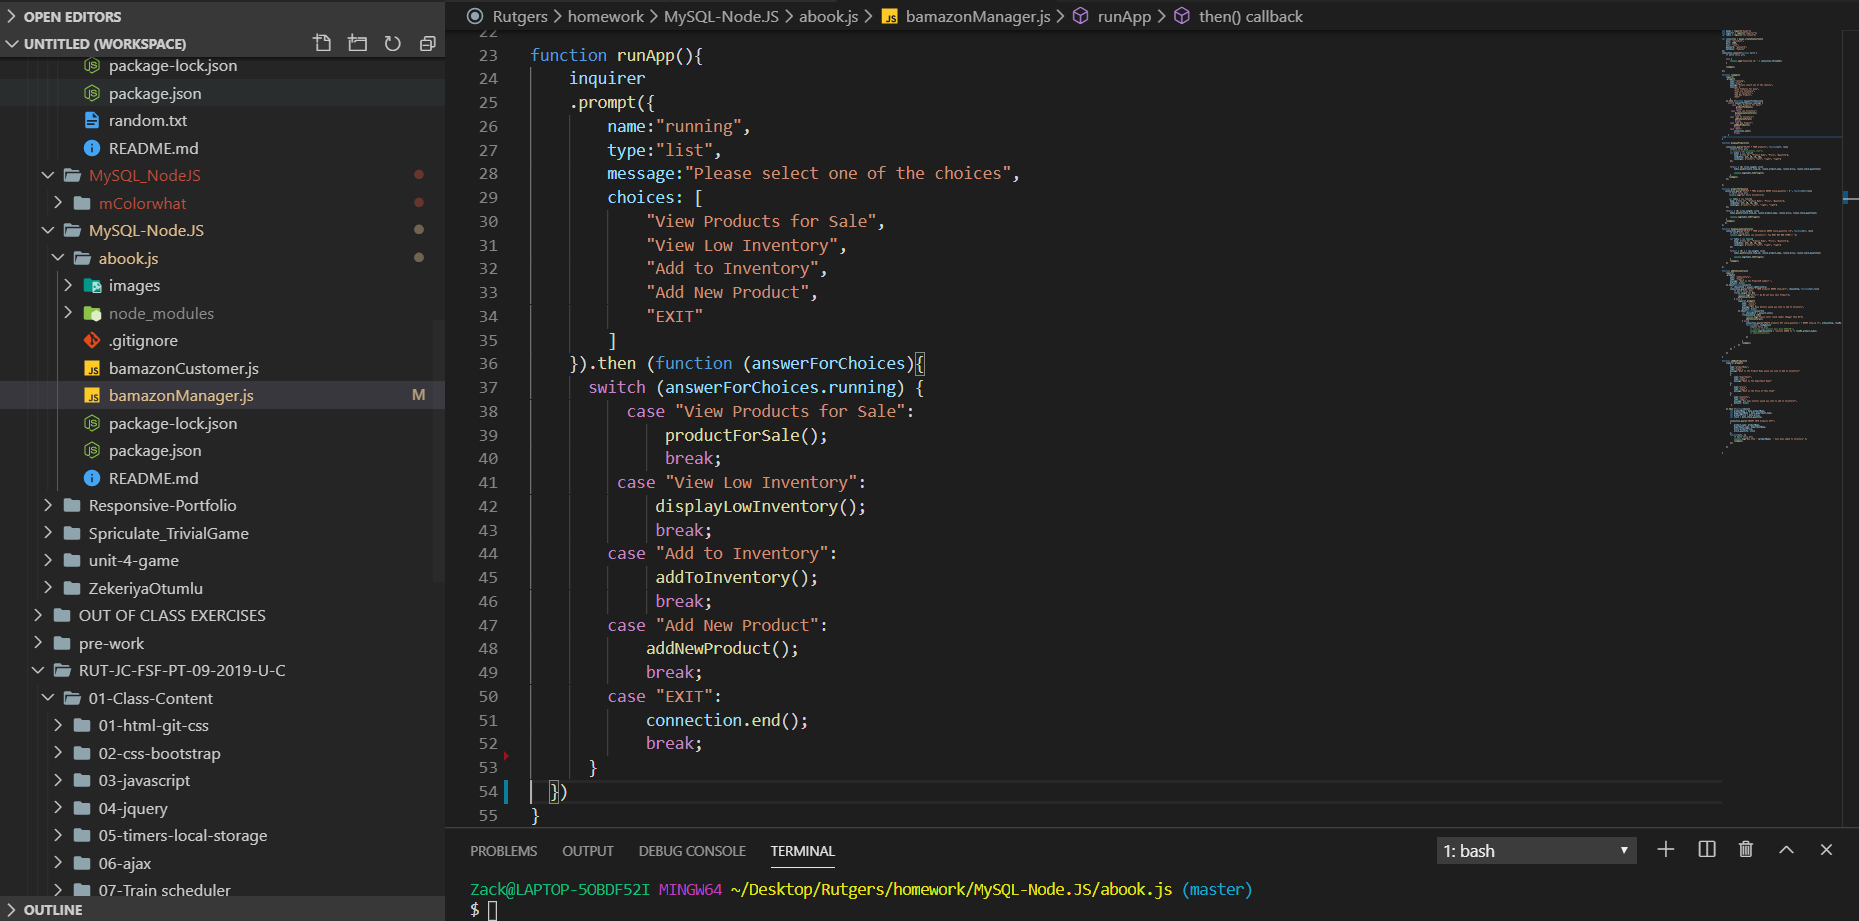 OPEN EDITORS
UNTITLED (WORKSPACE)
package-lock.json
package.json
random.txt
README.md
MySQL_NodeJS
mColorwhat
MySQL-Node.JS
abook.js
images
node_modules
.gitignore
JS bamazonCustomer.js
JS bamazonManager.js M
package-lock.json
package.json
README.md
Responsive-Portfolio
Spriculate_TrivialGame
unit-4-game
ZekeriyaOtumlu
OUT OF CLASS EXERCISES
pre-work
RUT-JC-FSF-PT-09-2019-U-C
01-Class-Content
01-html-git-css
02-css-bootstrap
03-javascript
04-jquery
05-timers-local-storage
06-ajax
07-Train scheduler
OUTLINE
Rutgers > homework > MySQL-Node.JS > abook.js > JS bamazonManager.js > runApp > then() callback
22
23 function runApp(){
24 inquirer
25 .prompt({
26 name:"running",
27 type:"list",
28 message:"Please select one of the choices",
29 choices: [
30 "View Products for Sale",
31 "View Low Inventory",
32 "Add to Inventory",
33 "Add New Product",
34 "EXIT"
35 ]
36 }).then (function (answerForChoices){
37 switch (answerForChoices.running) {
38 case "View Products for Sale":
39 productForSale();
40 break;
41 case "View Low Inventory":
42 displayLowInventory();
43 break;
44 case "Add to Inventory":
45 addToInventory();
46 break;
47 case "Add New Product":
48 addNewProduct();
49 break;
50 case "EXIT":
51 connection.end();
52 break;
53 }
54 })
55 }
PROBLEMS OUTPUT DEBUG CONSOLE TERMINAL 1: bash
Zack@LAPTOP-5OBDF52I MINGW64 ~/Desktop/Rutgers/homework/MySQL-Node.JS/abook.js (master)
$